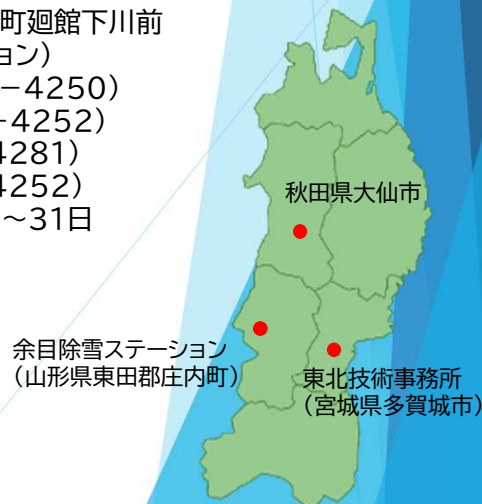 町廻館下川前
ョン）
－4250）
－4252）
4281）
4252）
～31日
秋田県大仙市
余目除雪ステーション
（山形県東田郡庄内町）
東北技術事務所
（宮城県多賀城市）